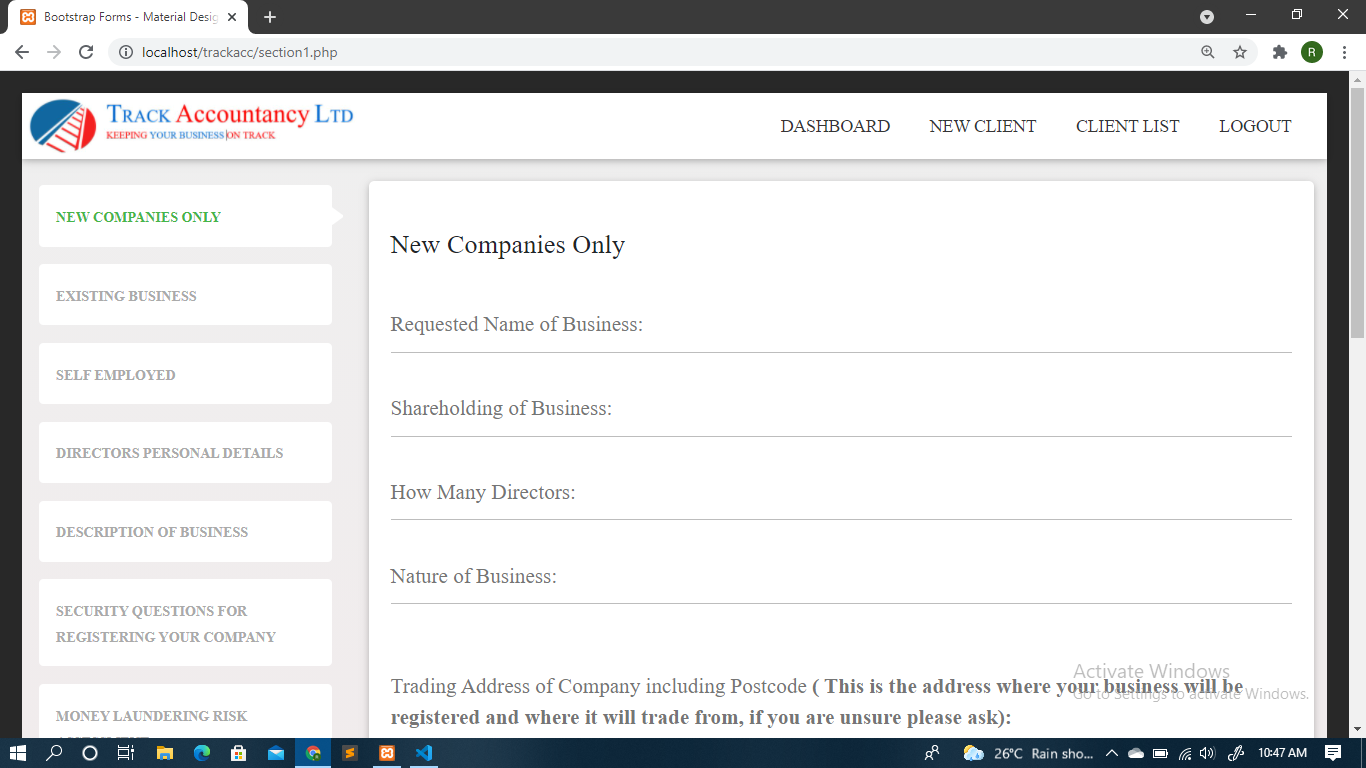 Bootstrap Forms - Material Desig
localhost/trackacc/section1.php
R
TRACK Accountancy LTD
KEEPING YOUR BUSINESS ON TRACK
DASHBOARD NEW CLIENT CLIENT LIST LOGOUT
NEW COMPANIES ONLY
EXISTING BUSINESS
SELF EMPLOYED
DIRECTORS PERSONAL DETAILS
DESCRIPTION OF BUSINESS
SECURITY QUESTIONS FOR
REGISTERING YOUR COMPANY
MONEY LAUNDERING RISK
New Companies Only
Requested Name of Business:
Shareholding of Business:
How Many Directors:
Nature of Business:
Trading Address of Company including Postcode ( This is the address where your business will be
registered and where it will trade from, if you are unsure please ask):
Activate Windows
Go to Settings to activate Windows.
26°C Rain sho...
10:47 AM